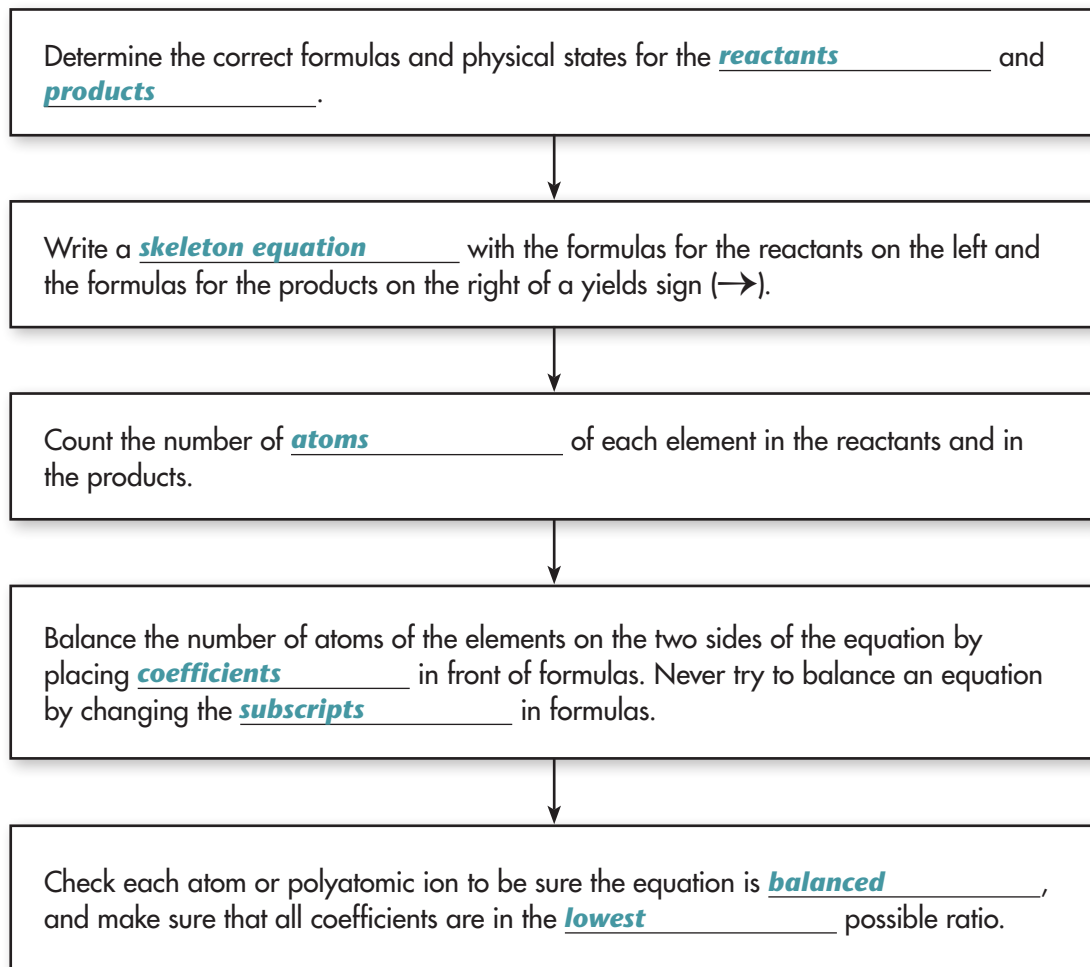 Determine the correct formulas and physical states for the reactants and
products.
Write a skeleton equation with the formulas for the reactants on the left and
the formulas for the products on the right of a yields sign (→).
Count the number of atoms of each element in the reactants and in
the products.
Balance the number of atoms of the elements on the two sides of the equation by
placing coefficients in front of formulas. Never try to balance an equation
by changing the subscripts in formulas.
Check each atom or polyatomic ion to be sure the equation is balanced,
and make sure that all coefficients are in the lowest possible ratio.